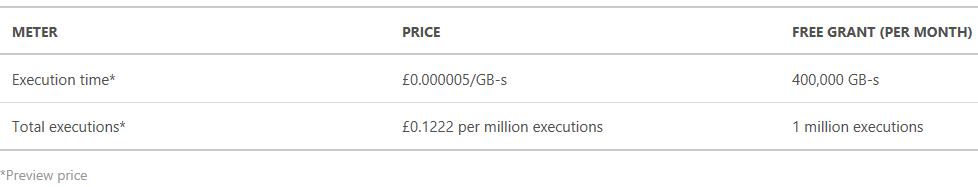 METER PRICE FREE GRANT (PER MONTH)
Execution time* £0.000005/GB-s 400,000 GB-s
Total executions* £0.1222 per million executions 1 million executions
*Preview price